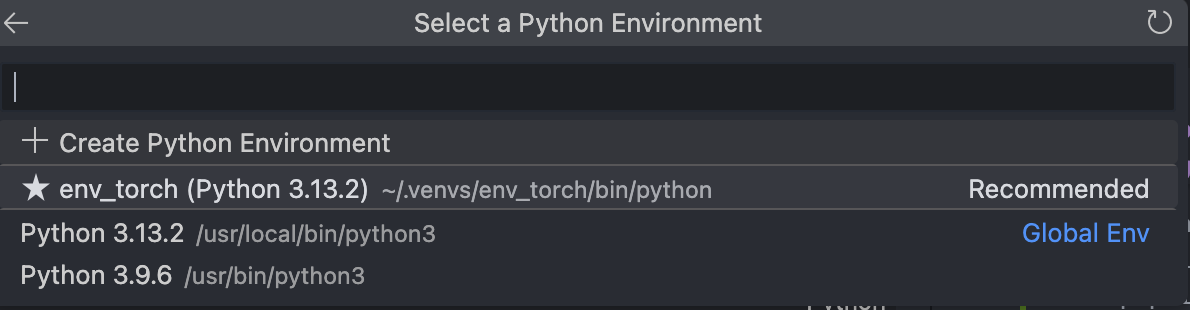 Select a Python Environment
Create Python Environment
env_torch (Python 3.13.2) ~/.venvs/env_torch/bin/python Recommended
Python 3.13.2 /usr/local/bin/python3 Global Env
Python 3.9.6 /usr/bin/python3